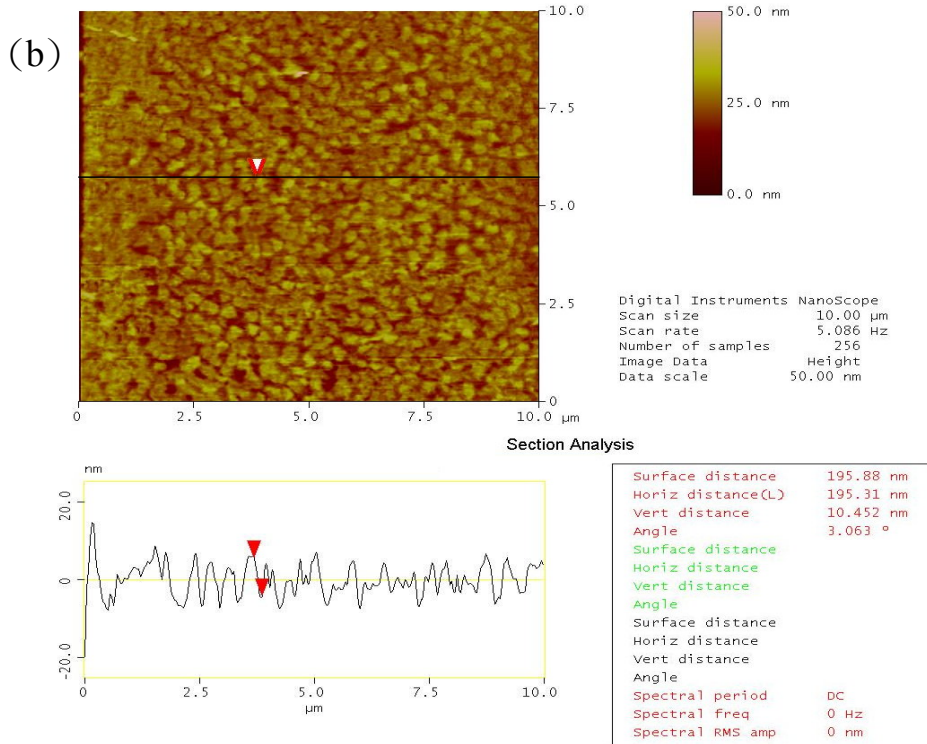 (b)
10.0
7.5
5.0
2.5
0
0 2.5 5.0 7.5 10.0
µm
50.0 nm
25.0 nm
0.0 nm
Digital Instruments NanoScope
Scan size 10.00 µm
Scan rate 5.086 Hz
Number of samples 256
Image Data Height
Data scale 50.00 nm
Section Analysis
nm
20.0
0
-20.0
0 2.5 5.0 7.5 10.0
µm
Surface distance 195.88 nm
Horiz distance(L) 195.31 nm
Vert distance 10.452 nm
Angle 3.063 °
Surface distance
Horiz distance
Vert distance
Angle
Surface distance
Horiz distance
Vert distance
Angle
Spectral period DC
Spectral freq 0 Hz
Spectral RMS amp 0 nm